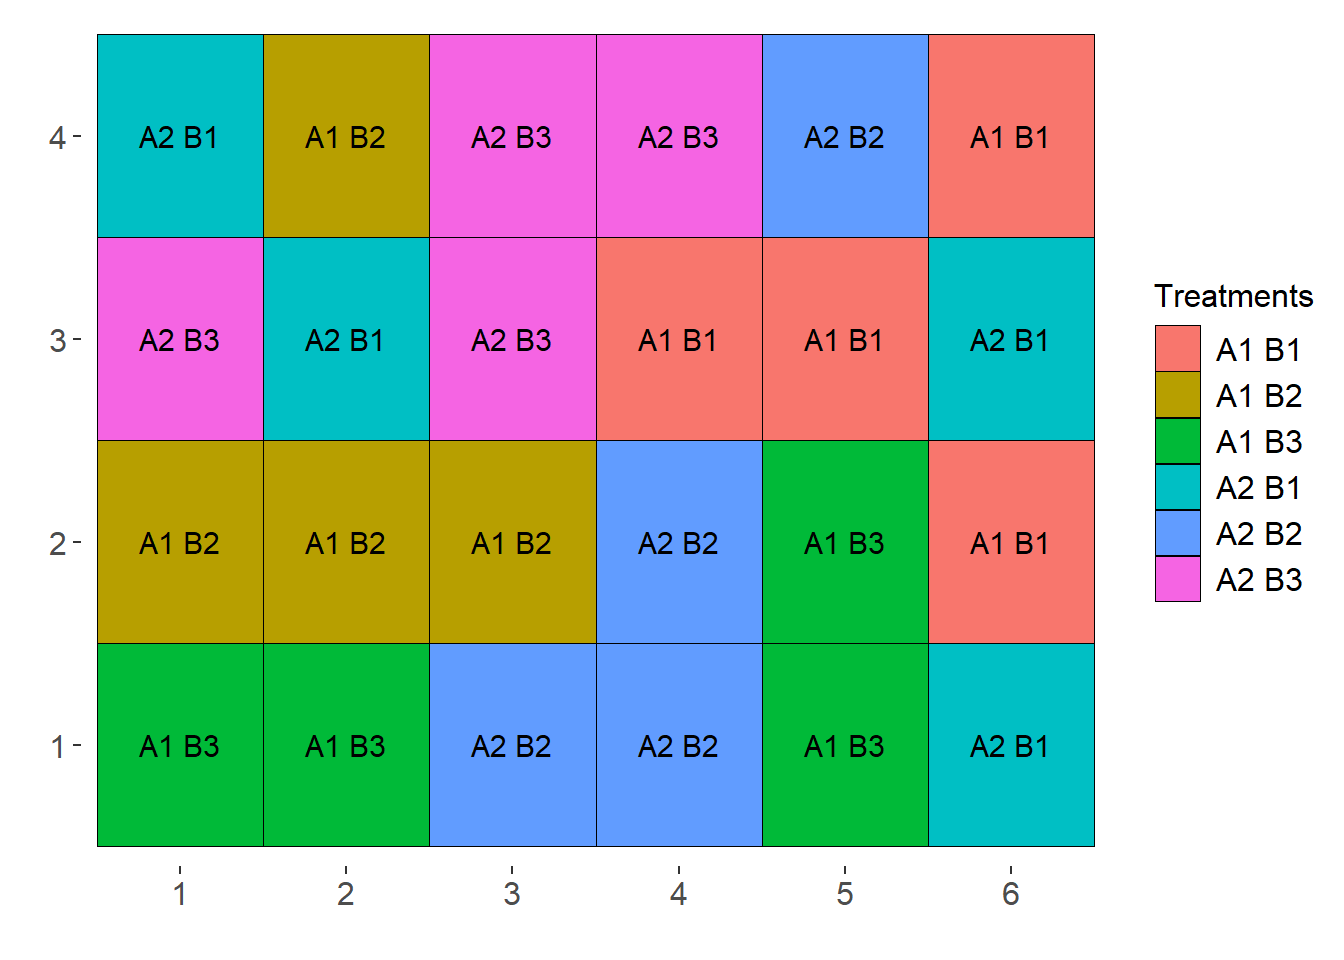 4 A2 B1 A1 B2 A2 B3 A2 B3 A2 B2 A1 B1
3 A2 B3 A2 B1 A2 B3 A1 B1 A1 B1 A2 B1
2 A1 B2 A1 B2 A1 B2 A2 B2 A1 B3 A1 B1
1 A1 B3 A1 B3 A2 B2 A2 B2 A1 B3 A2 B1
1 2 3 4 5 6
Treatments
A1 B1
A1 B2
A1 B3
A2 B1
A2 B2
A2 B3